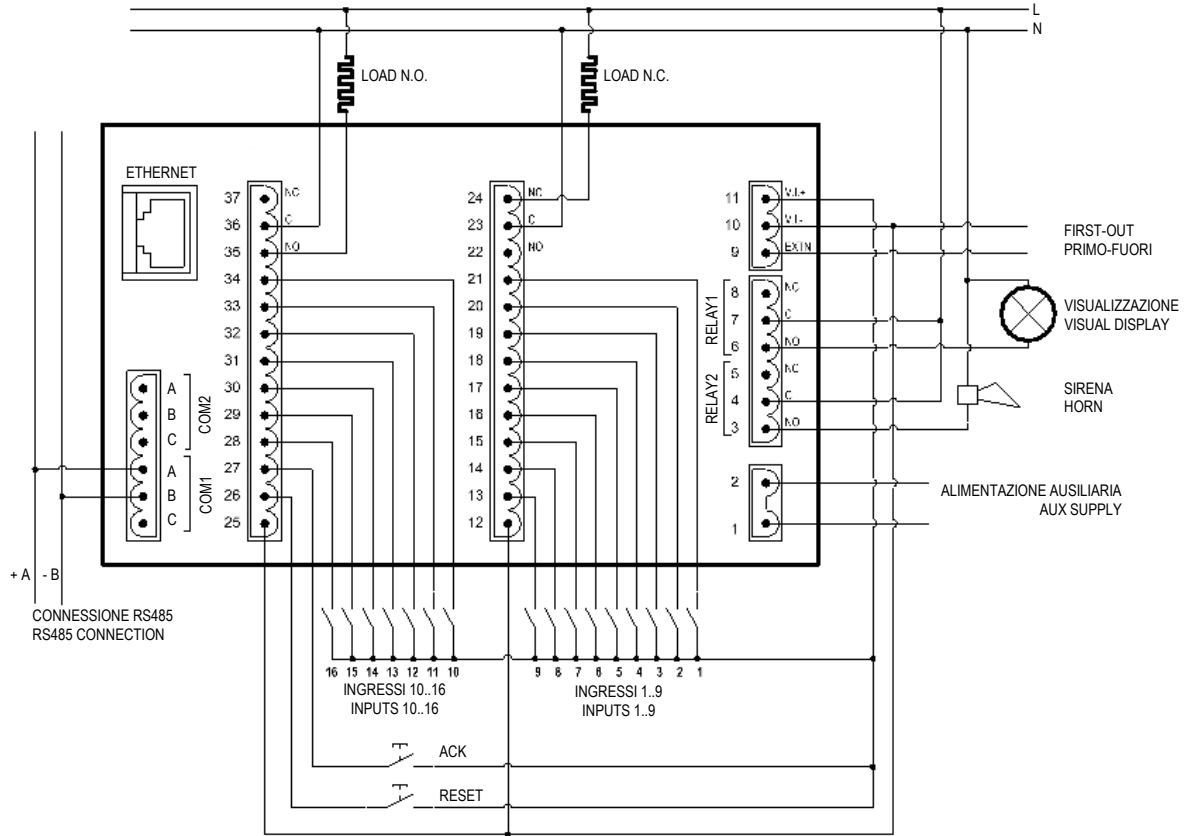 L
N
LOAD N.O.
LOAD N.C.
ETHERNET
37 NC
36 C
35 NO
34
33
32
31
30
29
28
27
26
25
24 NC
23 C
22 NO
21
20
19
18
17
16
15
14
13
12
11 V.I.+
10 V.I.-
9 EXTN
8 NC
7 C
6 NO
RELAY1
5 NC
4 C
3 NO
RELAY2
2
1
A
B
C
COM2
A
B
C
COM1
FIRST-OUT
PRIMO-FUORI
VISUALIZZAZIONE
VISUAL DISPLAY
SIRENA
HORN
ALIMENTAZIONE AUSILIARIA
AUX SUPPLY
+ A - B
CONNESSIONE RS485
RS485 CONNECTION
16 15 14 13 12 11 10
INGRESSI 10..16
INPUTS 10..16
9 8 7 6 5 4 3 2 1
INGRESSI 1..9
INPUTS 1..9
ACK
RESET